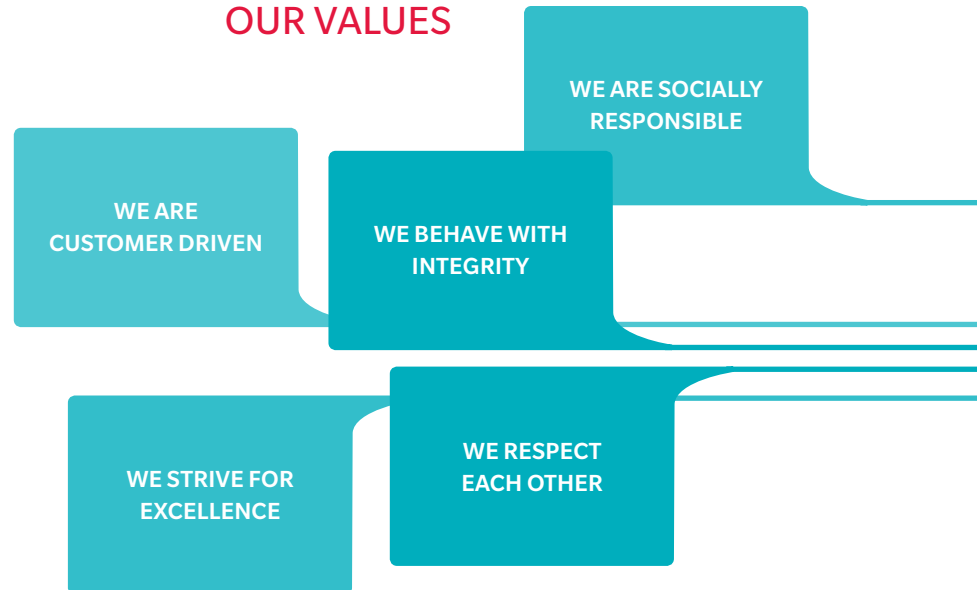 OUR VALUES
WE ARE SOCIALLY
RESPONSIBLE
WE ARE
CUSTOMER DRIVEN
WE BEHAVE WITH
INTEGRITY
WE STRIVE FOR
EXCELLENCE
WE RESPECT
EACH OTHER